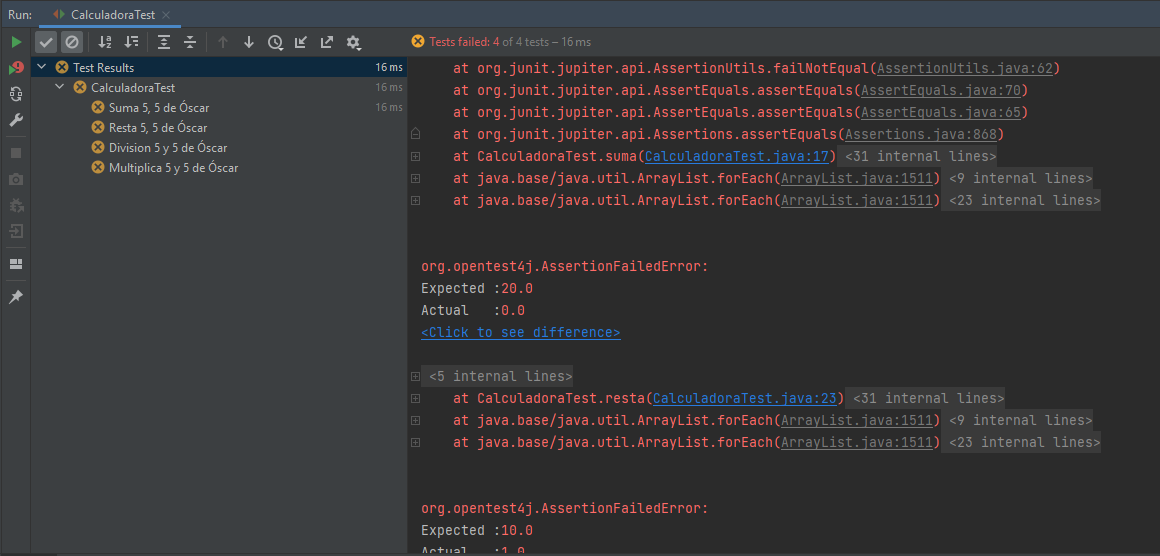 Run: CalculadoraTest
Tests failed: 4 of 4 tests – 16 ms
Test Results 16 ms
CalculadoraTest 16 ms
Suma 5, 5 de Óscar 16 ms
Resta 5, 5 de Óscar
Division 5 y 5 de Óscar
Multiplica 5 y 5 de Óscar
at org.junit.jupiter.api.AssertionUtils.failNotEqual(AssertionUtils.java:62)
at org.junit.jupiter.api.AssertEquals.assertEquals(AssertEquals.java:70)
at org.junit.jupiter.api.AssertEquals.assertEquals(AssertEquals.java:65)
at org.junit.jupiter.api.Assertions.assertEquals(Assertions.java:868)
at CalculadoraTest.suma(CalculadoraTest.java:17) <31 internal lines>
at java.base/java.util.ArrayList.forEach(ArrayList.java:1511) <9 internal lines>
at java.base/java.util.ArrayList.forEach(ArrayList.java:1511) <23 internal lines>
org.opentest4j.AssertionFailedError:
Expected :20.0
Actual   :0.0
<Click to see difference>
<5 internal lines>
at CalculadoraTest.resta(CalculadoraTest.java:23) <31 internal lines>
at java.base/java.util.ArrayList.forEach(ArrayList.java:1511) <9 internal lines>
at java.base/java.util.ArrayList.forEach(ArrayList.java:1511) <23 internal lines>
org.opentest4j.AssertionFailedError:
Expected :10.0
Actual   :1.0